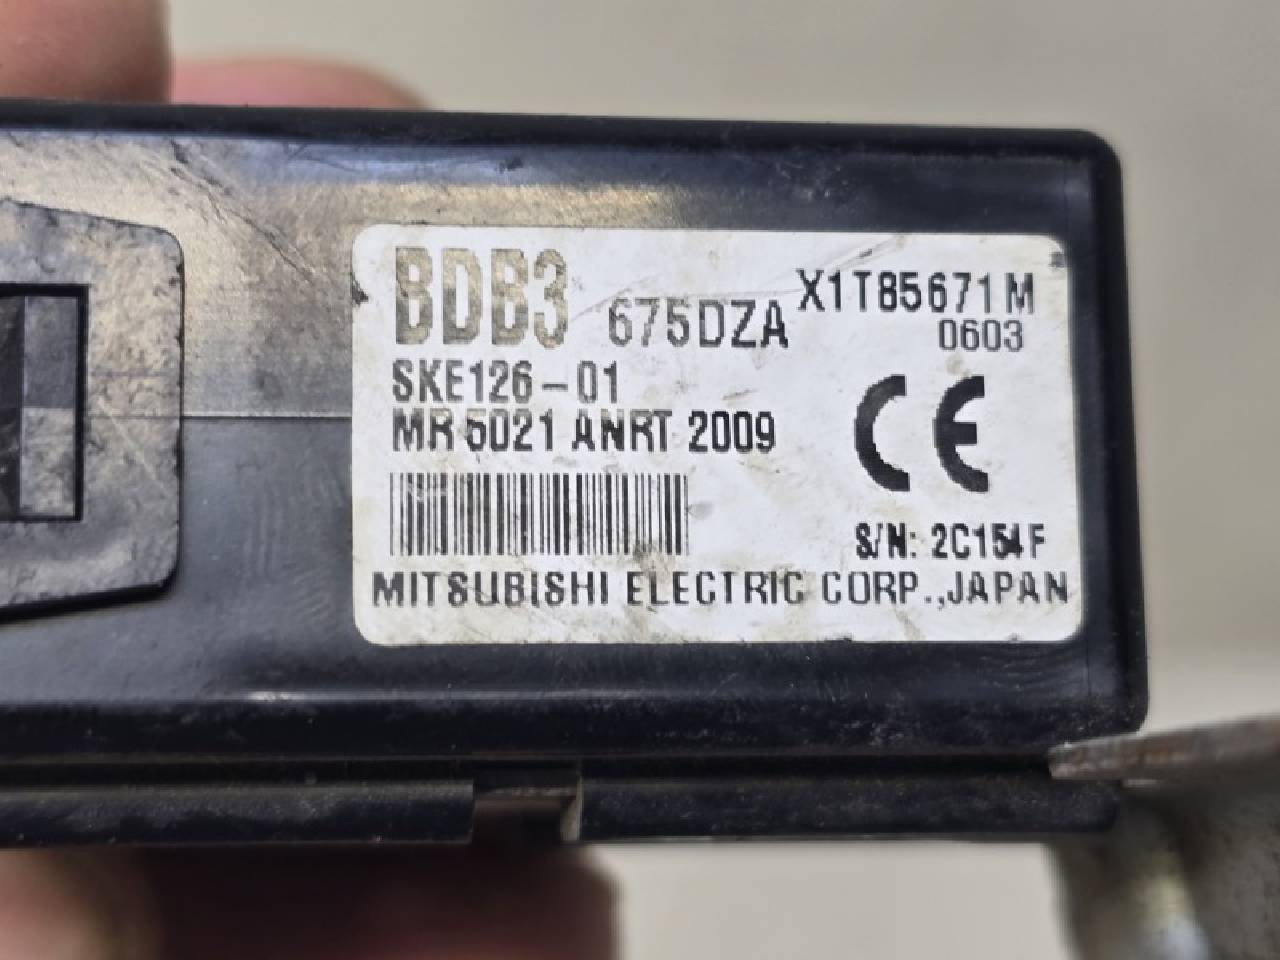 BDB3 675DZA X1T85671M
0603
SKE126-01
MR 5021 ANRT 2009
CE
S/N: 2C154F
MITSUBISHI ELECTRIC CORP.,JAPAN